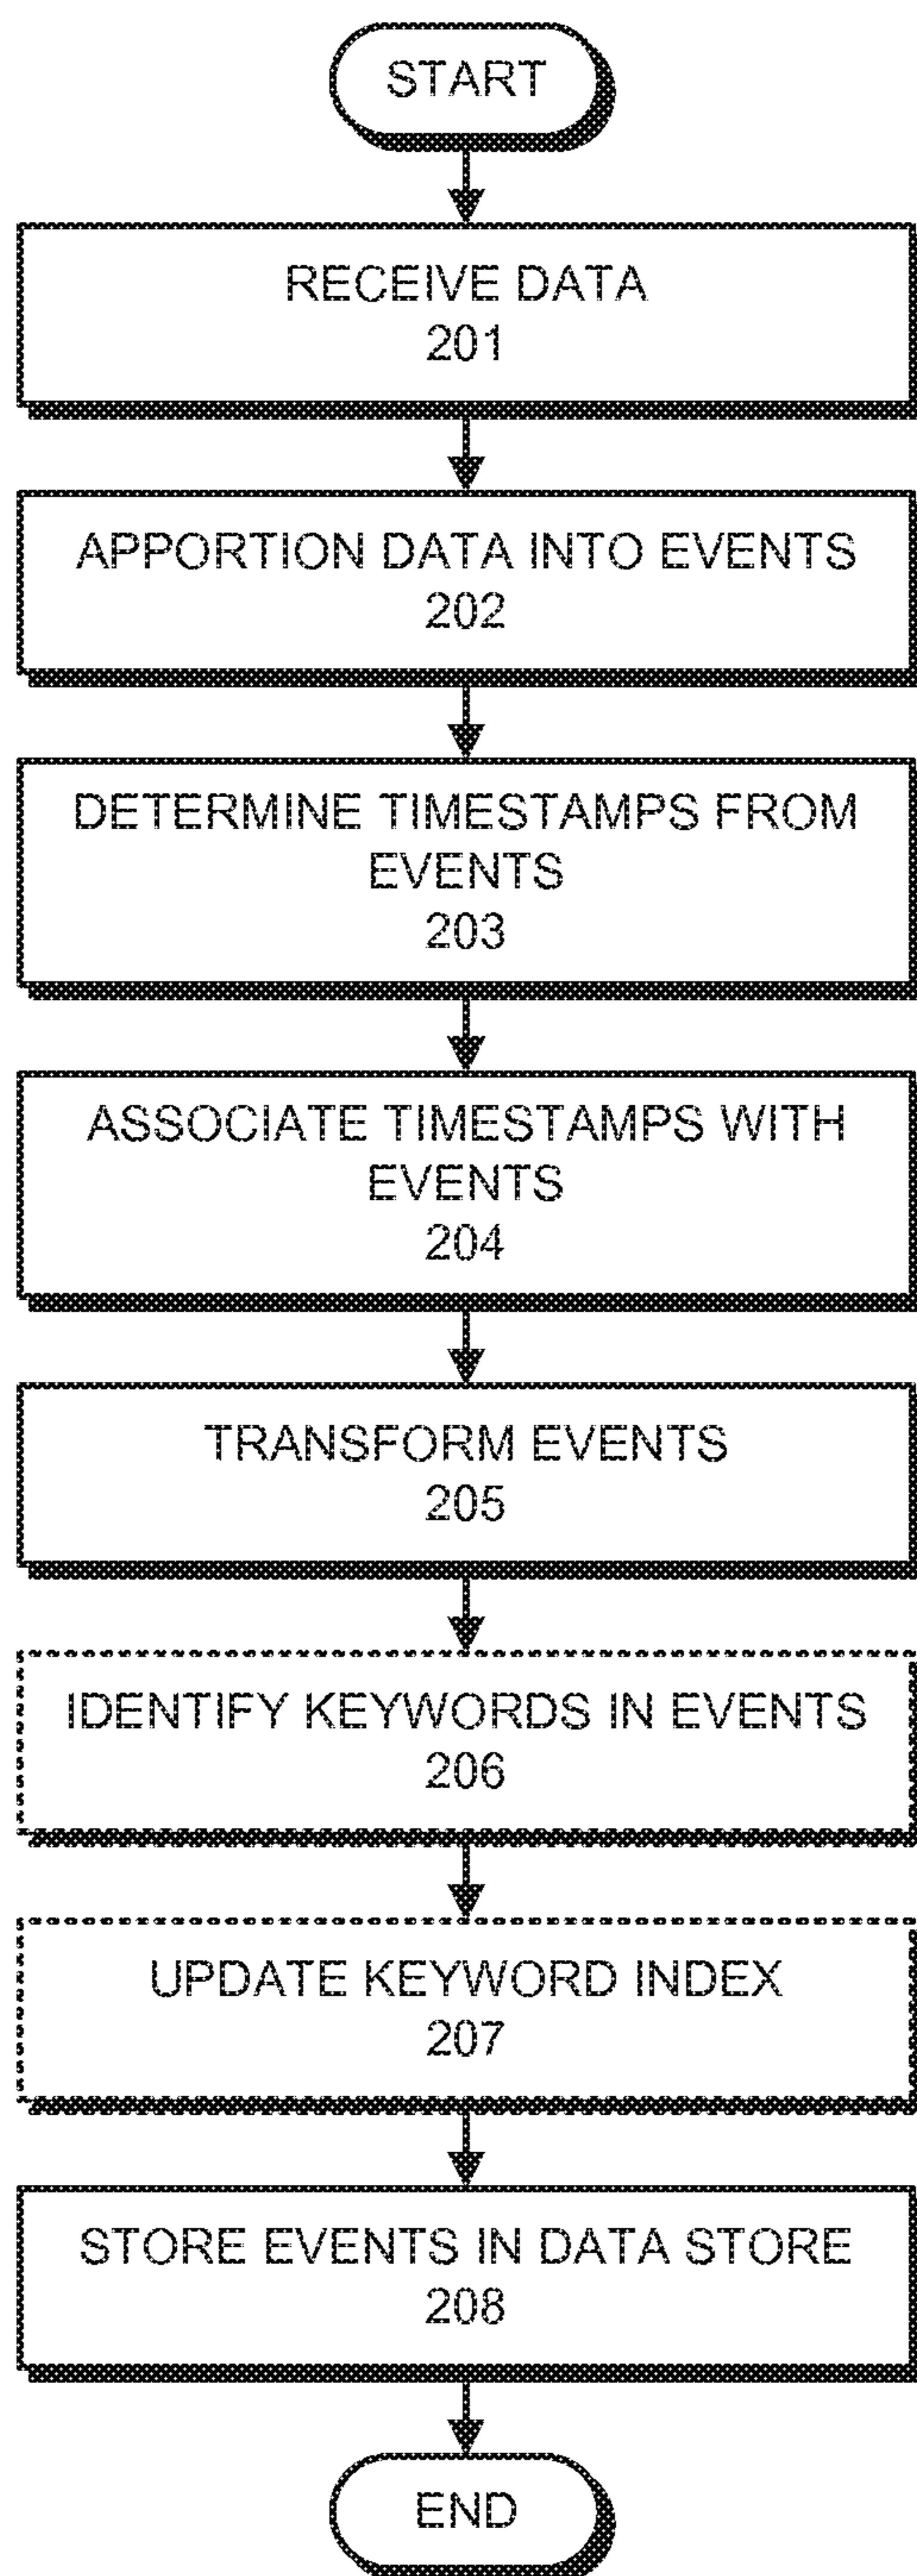 START
RECEIVE DATA
201
APPORTION DATA INTO EVENTS
202
DETERMINE TIMESTAMPS FROM
EVENTS
203
ASSOCIATE TIMESTAMPS WITH
EVENTS
204
TRANSFORM EVENTS
205
IDENTIFY KEYWORDS IN EVENTS
206
UPDATE KEYWORD INDEX
207
STORE EVENTS IN DATA STORE
208
END